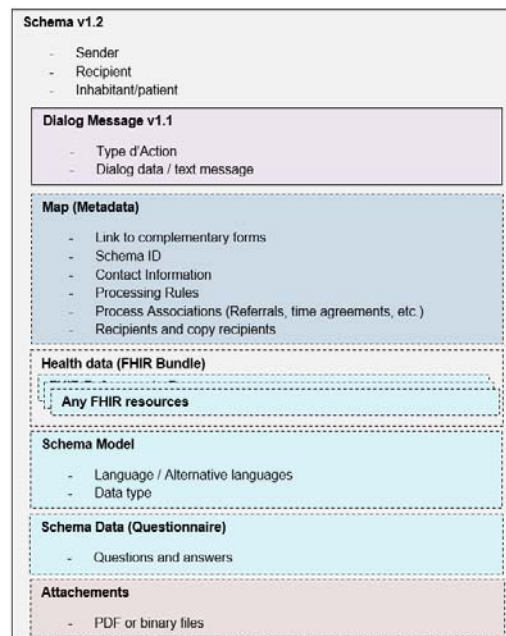 Schema v1.2
- Sender
- Recipient
- Inhabitant/patient
Dialog Message v1.1
- Type d'Action
- Dialog data / text message
Map (Metadata)
- Link to complementary forms
- Schema ID
- Contact Information
- Processing Rules
- Process Associations (Referrals, time agreements, etc.)
- Recipients and copy recipients
Health data (FHIR Bundle)
Any FHIR resources
Schema Model
- Language / Alternative languages
- Data type
Schema Data (Questionnaire)
- Questions and answers
Attachements
- PDF or binary files